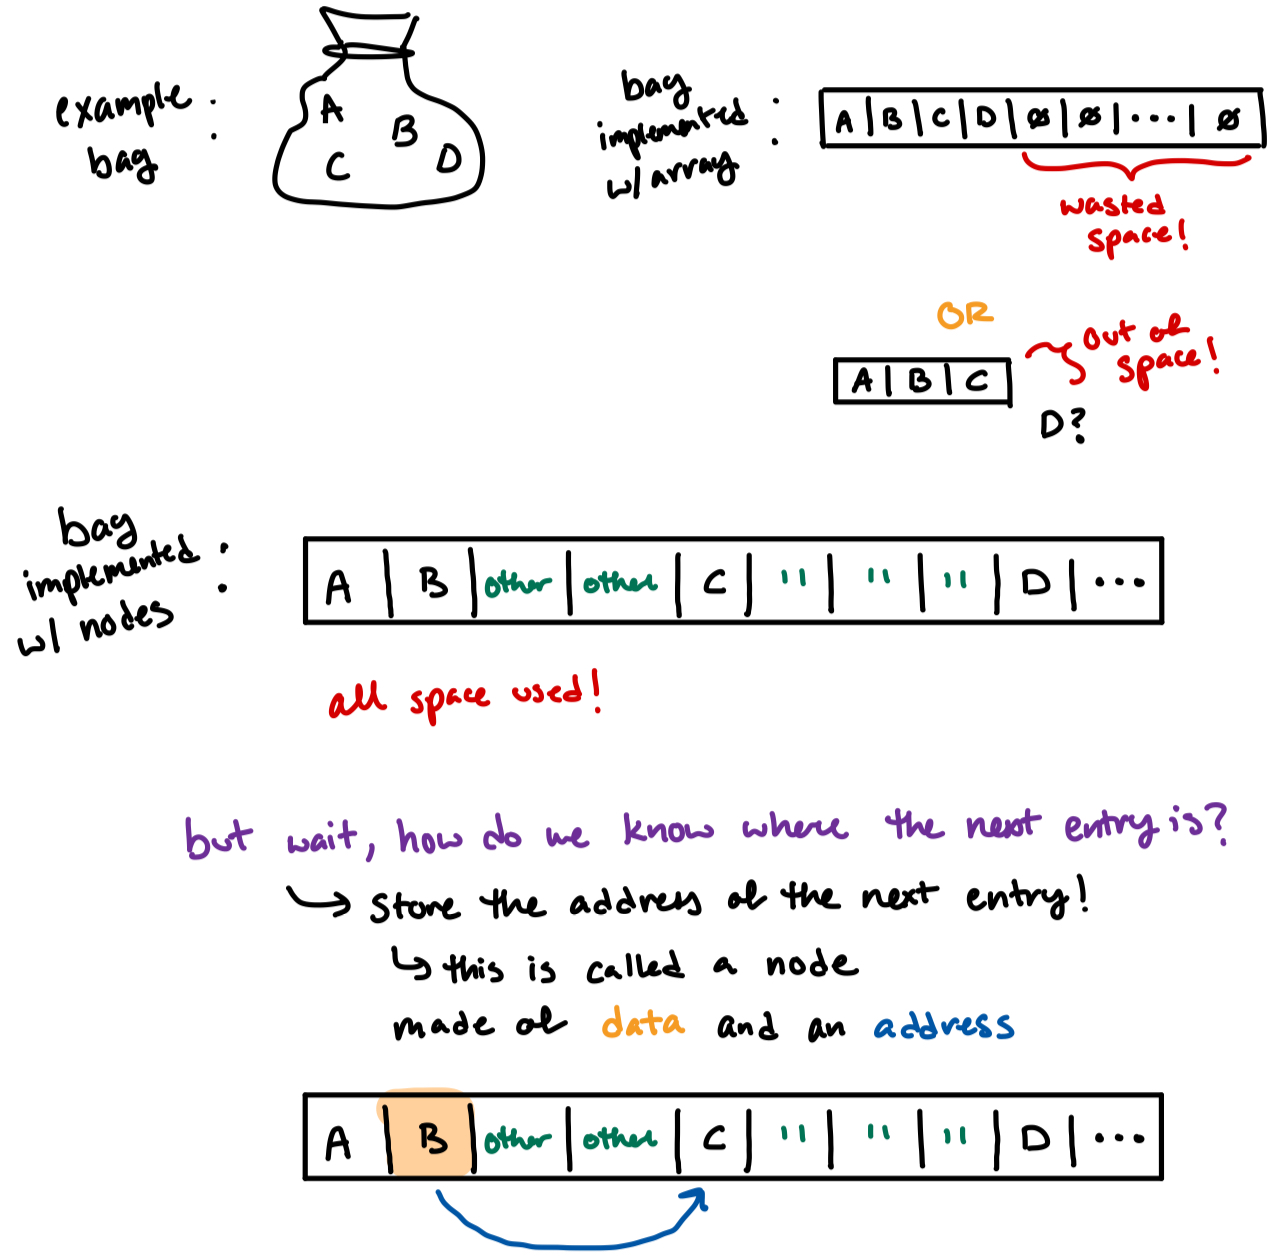 example :
bag
A
B
C D
bag
implemented :
w/ array
A | B | C | D | Ø | Ø | ··· | Ø
wasted
space!
OR
out of
space!
A | B | C
D?
bag
implemented :
w/ nodes
A | B | other | other | C | " | " | " | D | ···
all space used!
but wait, how do we know where the next entry is?
↳ store the address of the next entry!
↳ this is called a node
made of data and an address
A | B | other | other | C | " | " | " | D | ···